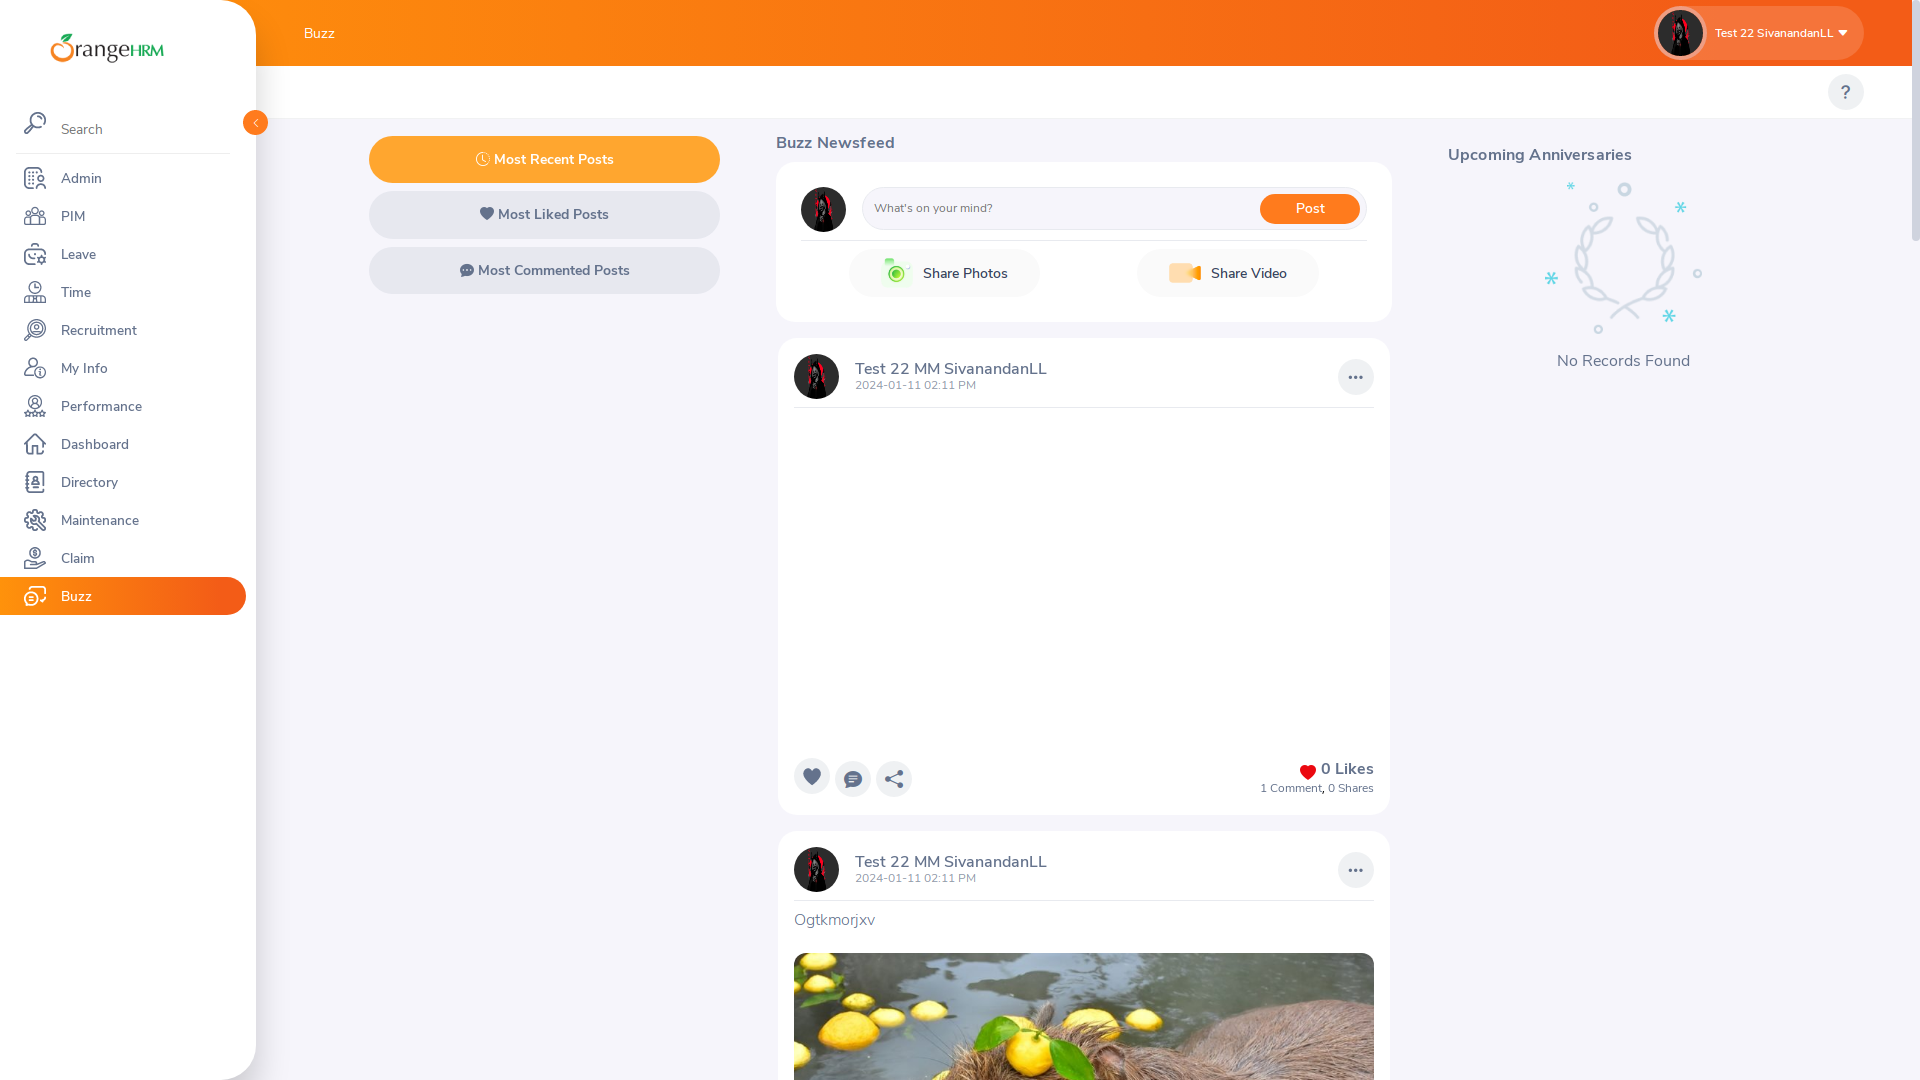 OrangeHRM
Search
Admin
PIM
Leave
Time
Recruitment
My Info
Performance
Dashboard
Directory
Maintenance
Claim
Buzz
Buzz
Test 22 SivanandanLL
?
Most Recent Posts
Most Liked Posts
Most Commented Posts
Buzz Newsfeed
What's on your mind?
Post
Share Photos
Share Video
Test 22 MM SivanandanLL
2024-01-11 02:11 PM
0 Likes
1 Comment, 0 Shares
Test 22 MM SivanandanLL
2024-01-11 02:11 PM
Ogtkmorjxv
Upcoming Anniversaries
No Records Found